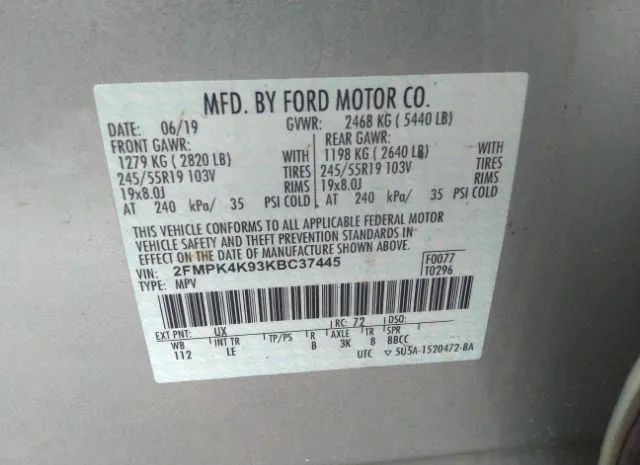 MFD. BY FORD MOTOR CO.
DATE: 06/19 GVWR: 2468 KG ( 5440 LB)
FRONT GAWR: REAR GAWR:
1279 KG ( 2820 LB) WITH 1198 KG ( 2640 LB) WITH
245/55R19 103V TIRES 245/55R19 103V TIRES
19x8.0J RIMS 19x8.0J RIMS
AT 240 kPa/ 35 PSI COLD AT 240 kPa/ 35 PSI COLD
THIS VEHICLE CONFORMS TO ALL APPLICABLE FEDERAL MOTOR
VEHICLE SAFETY AND THEFT PREVENTION STANDARDS IN
EFFECT ON THE DATE OF MANUFACTURE SHOWN ABOVE.
VIN: 2FMPK4K93KBC37445 F0077
TYPE: MPV T0296
EXT PNT: UX RC: 72
WB INT TR TP/PS R AXLE TR SPR
112 LE B 3K 8 BBCC
UTC 5U5A-1520472-BA